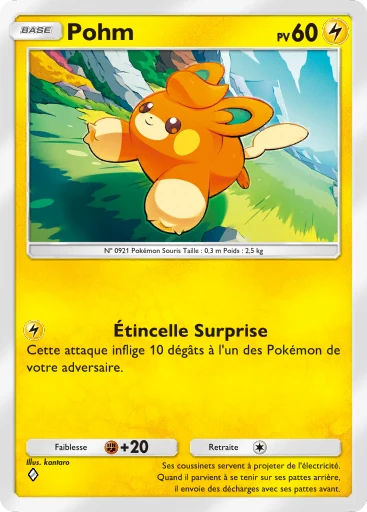 BASE Pohm PV 60
N° 0921 Pokémon Souris Taille : 0,3 m Poids : 2,5 kg
Étincelle Surprise
Cette attaque inflige 10 dégâts à l'un des Pokémon de
votre adversaire.
Faiblesse +20 Retraite
Illus. kantaro
Ses coussinets servent à projeter de l'électricité.
Quand il parvient à se tenir sur ses pattes arrière,
il envoie des décharges avec ses pattes avant.